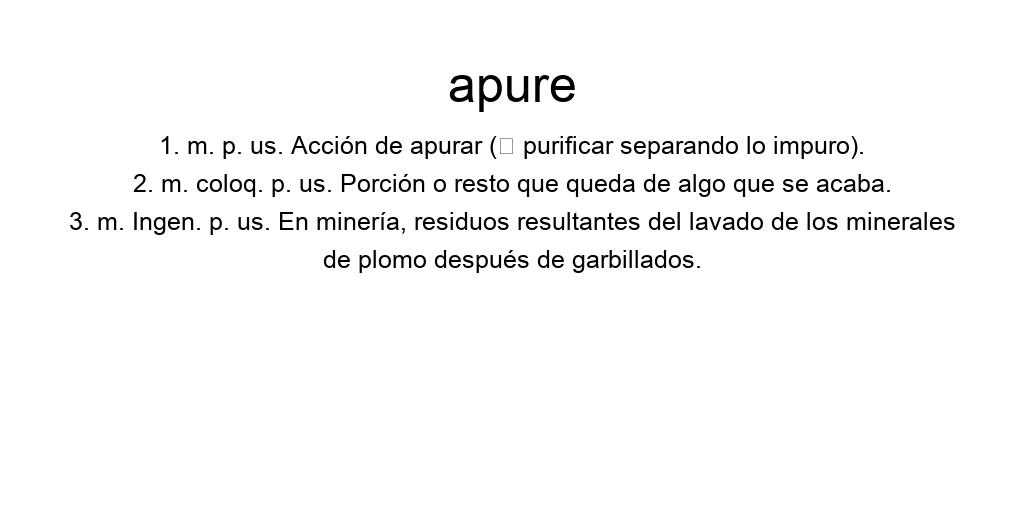 apure
1. m. p. us. Acción de apurar (▯ purificar separando lo impuro).
2. m. coloq. p. us. Porción o resto que queda de algo que se acaba.
3. m. Ingen. p. us. En minería, residuos resultantes del lavado de los minerales
de plomo después de garbillados.